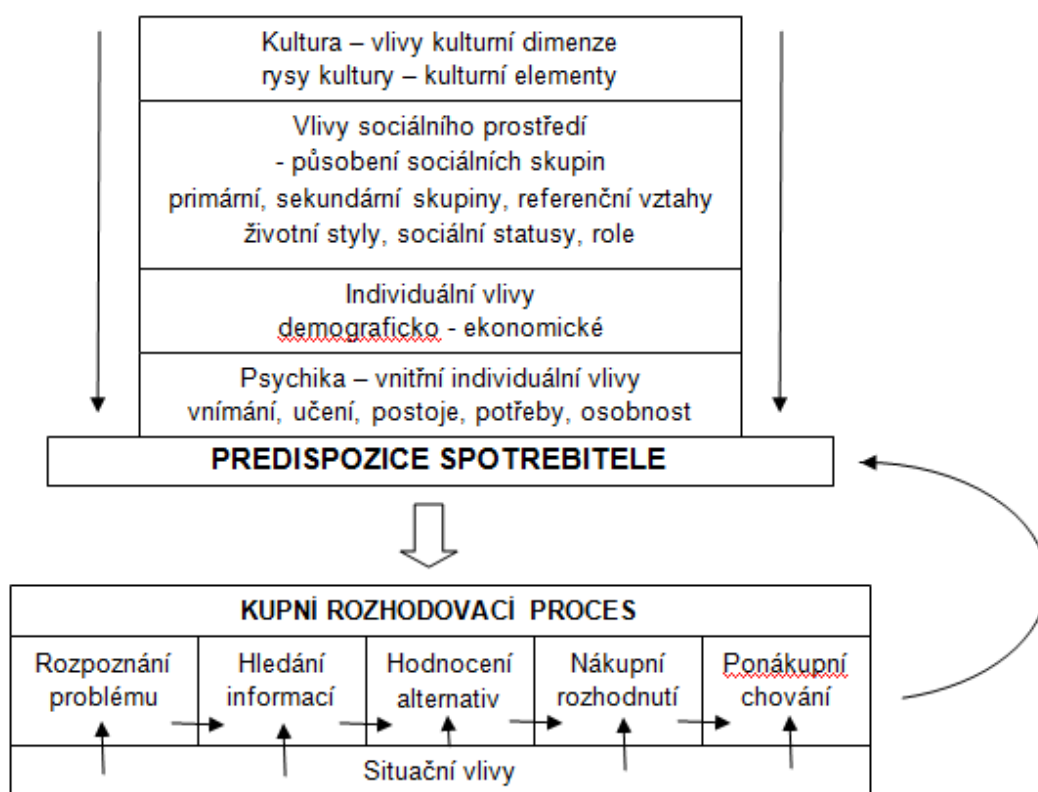 Kultura – vlivy kulturní dimenze
rysy kultury – kulturní elementy
Vlivy sociálního prostředí
- působení sociálních skupin
primární, sekundární skupiny, referenční vztahy
životní styly, sociální statusy, role
Individuální vlivy
demograficko - ekonomické
Psychika – vnitřní individuální vlivy
vnímání, učení, postoje, potřeby, osobnost
PREDISPOZICE SPOTREBITELE
KUPNÍ ROZHODOVACÍ PROCES
Rozpoznání
problému
Hledání
informací
Hodnocení
alternativ
Nákupní
rozhodnutí
Ponákupní
chování
Situační vlivy